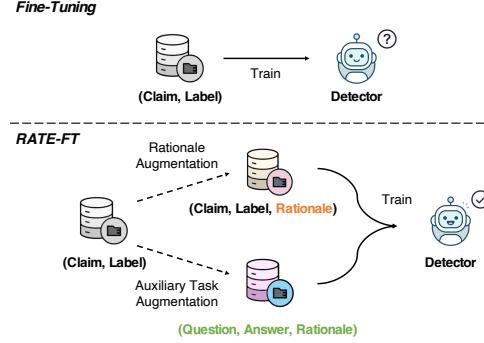 Fine-Tuning
?
Train
(Claim, Label)
Detector
RATE-FT
Rationale
Augmentation
Train
(Claim, Label, Rationale)
(Claim, Label)
Detector
Auxiliary Task
Augmentation
(Question, Answer, Rationale)